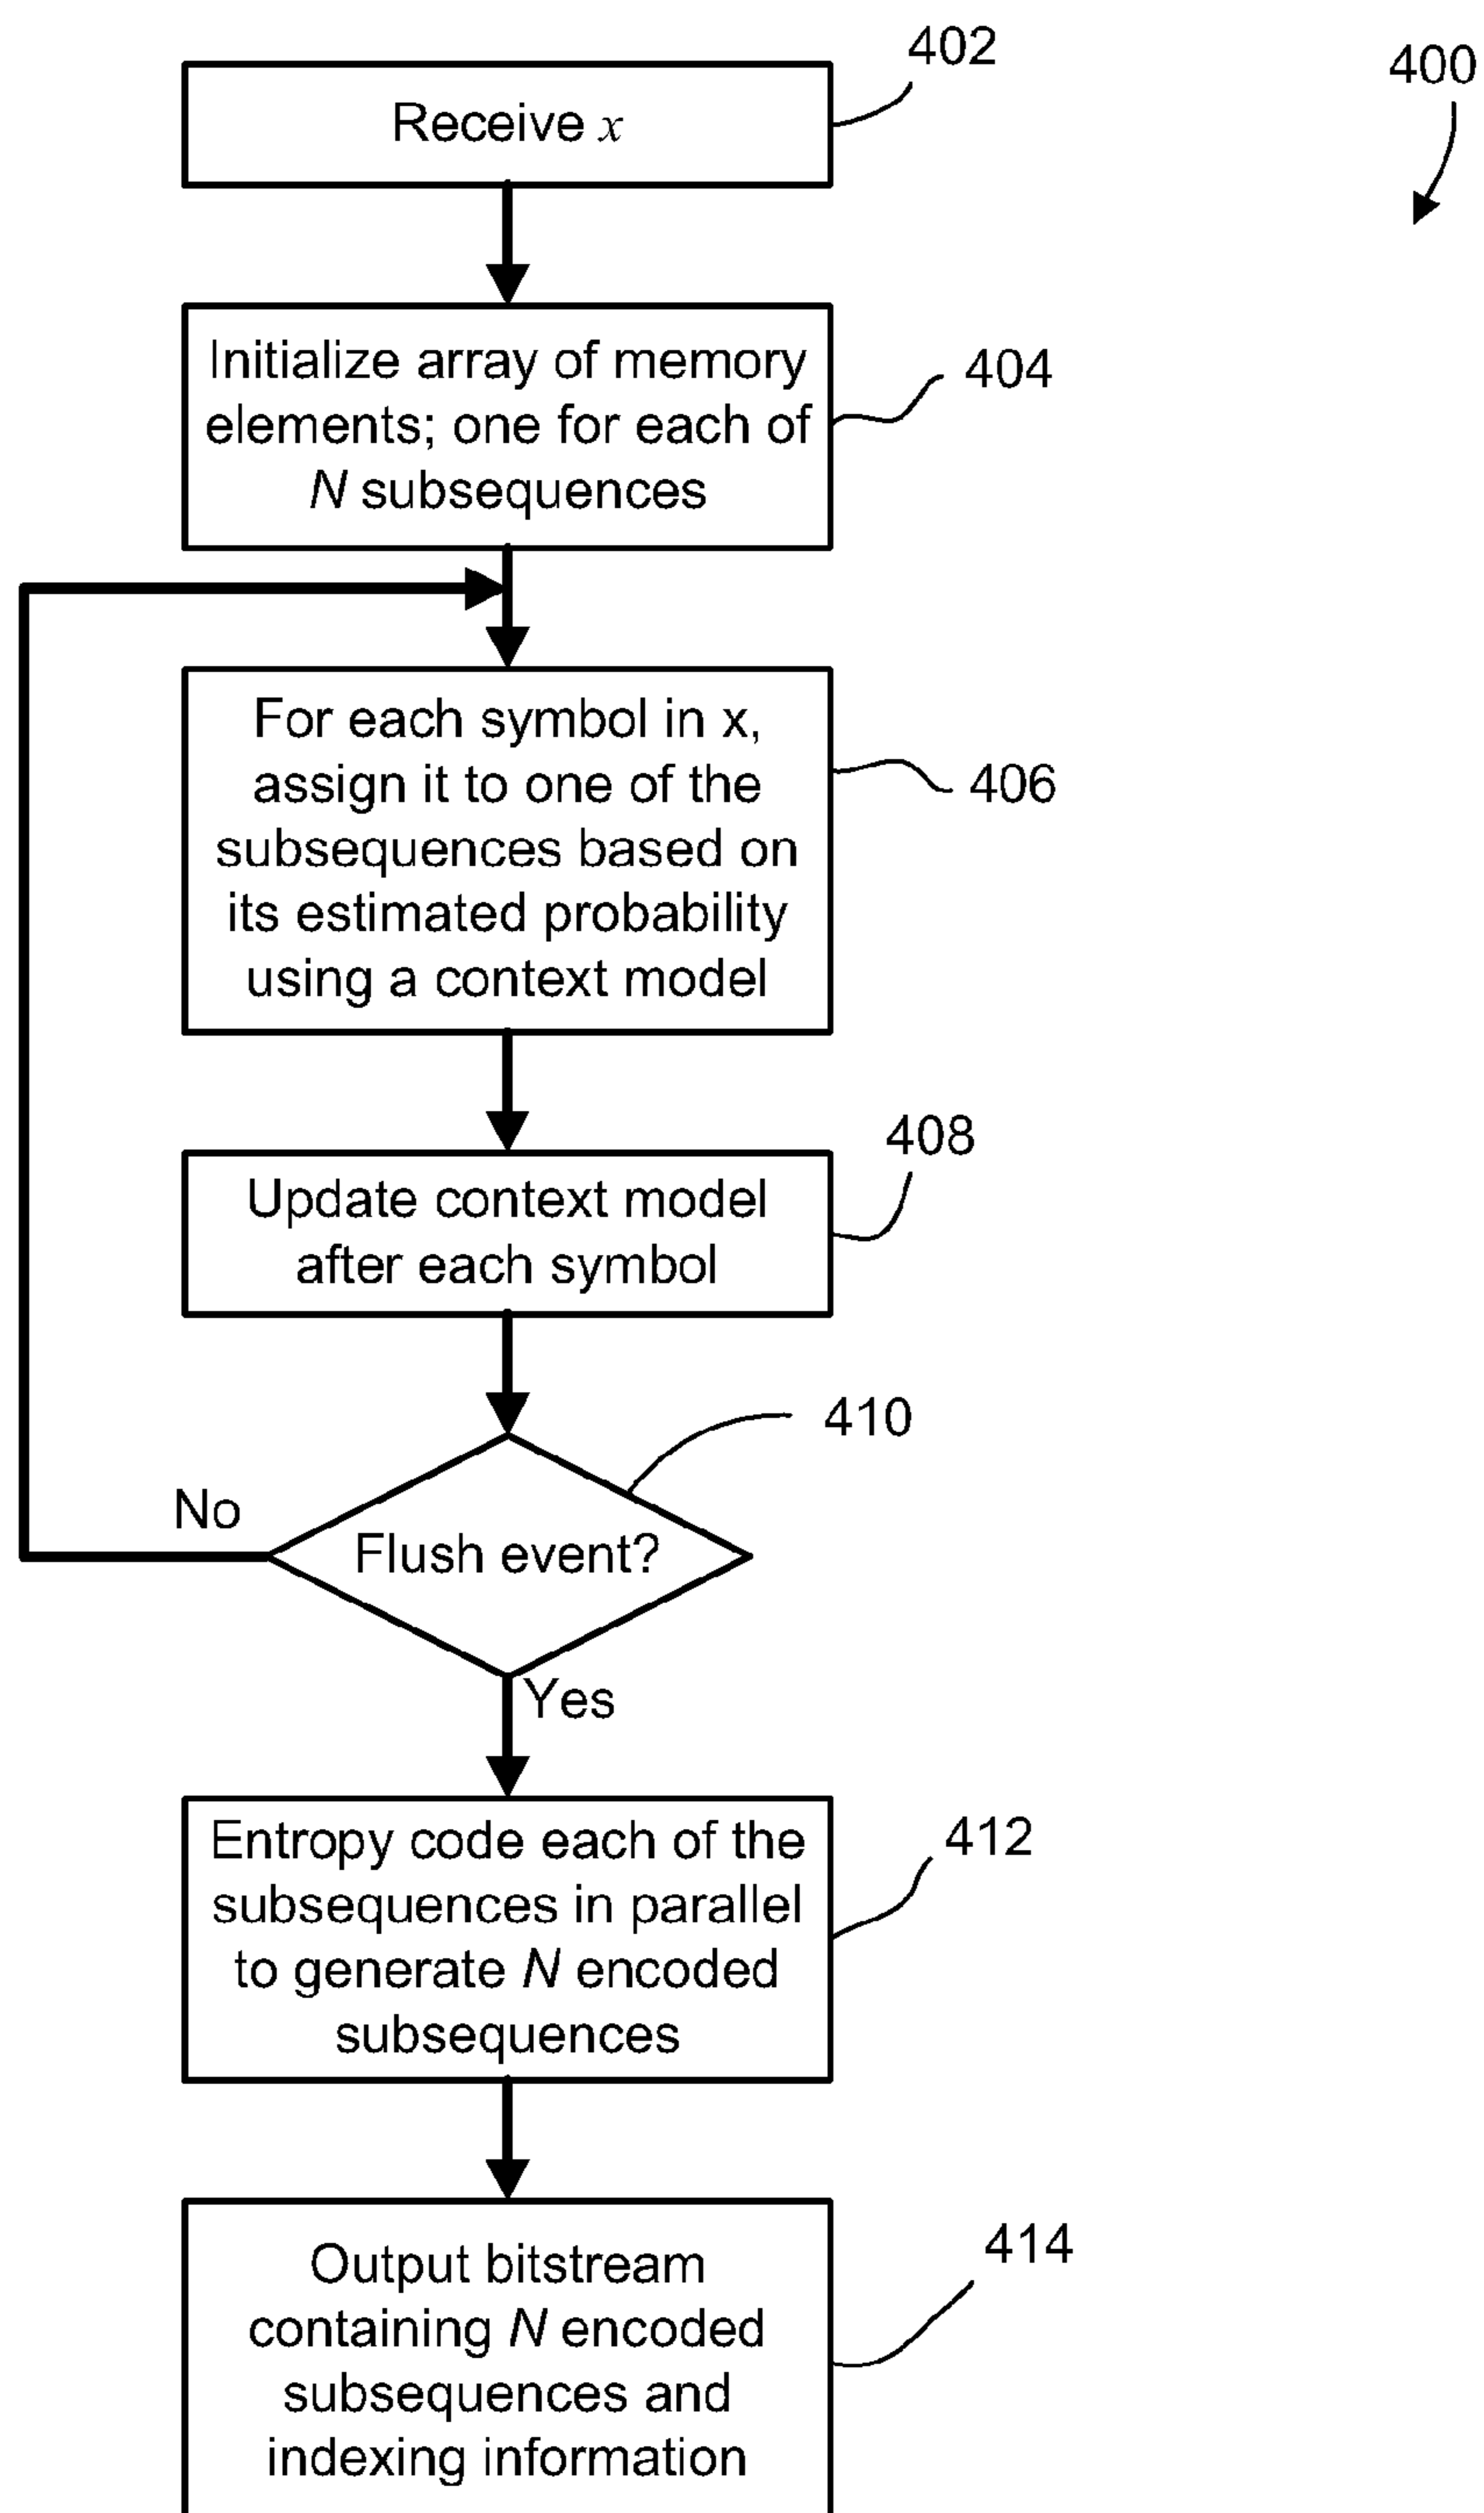 402
400
Receive x
Initialize array of memory
elements; one for each of
N subsequences
404
For each symbol in x,
assign it to one of the
subsequences based on
its estimated probability
using a context model
406
408
Update context model
after each symbol
410
No
Flush event?
Yes
Entropy code each of the
subsequences in parallel
to generate N encoded
subsequences
412
Output bitstream
containing N encoded
subsequences and
indexing information
414